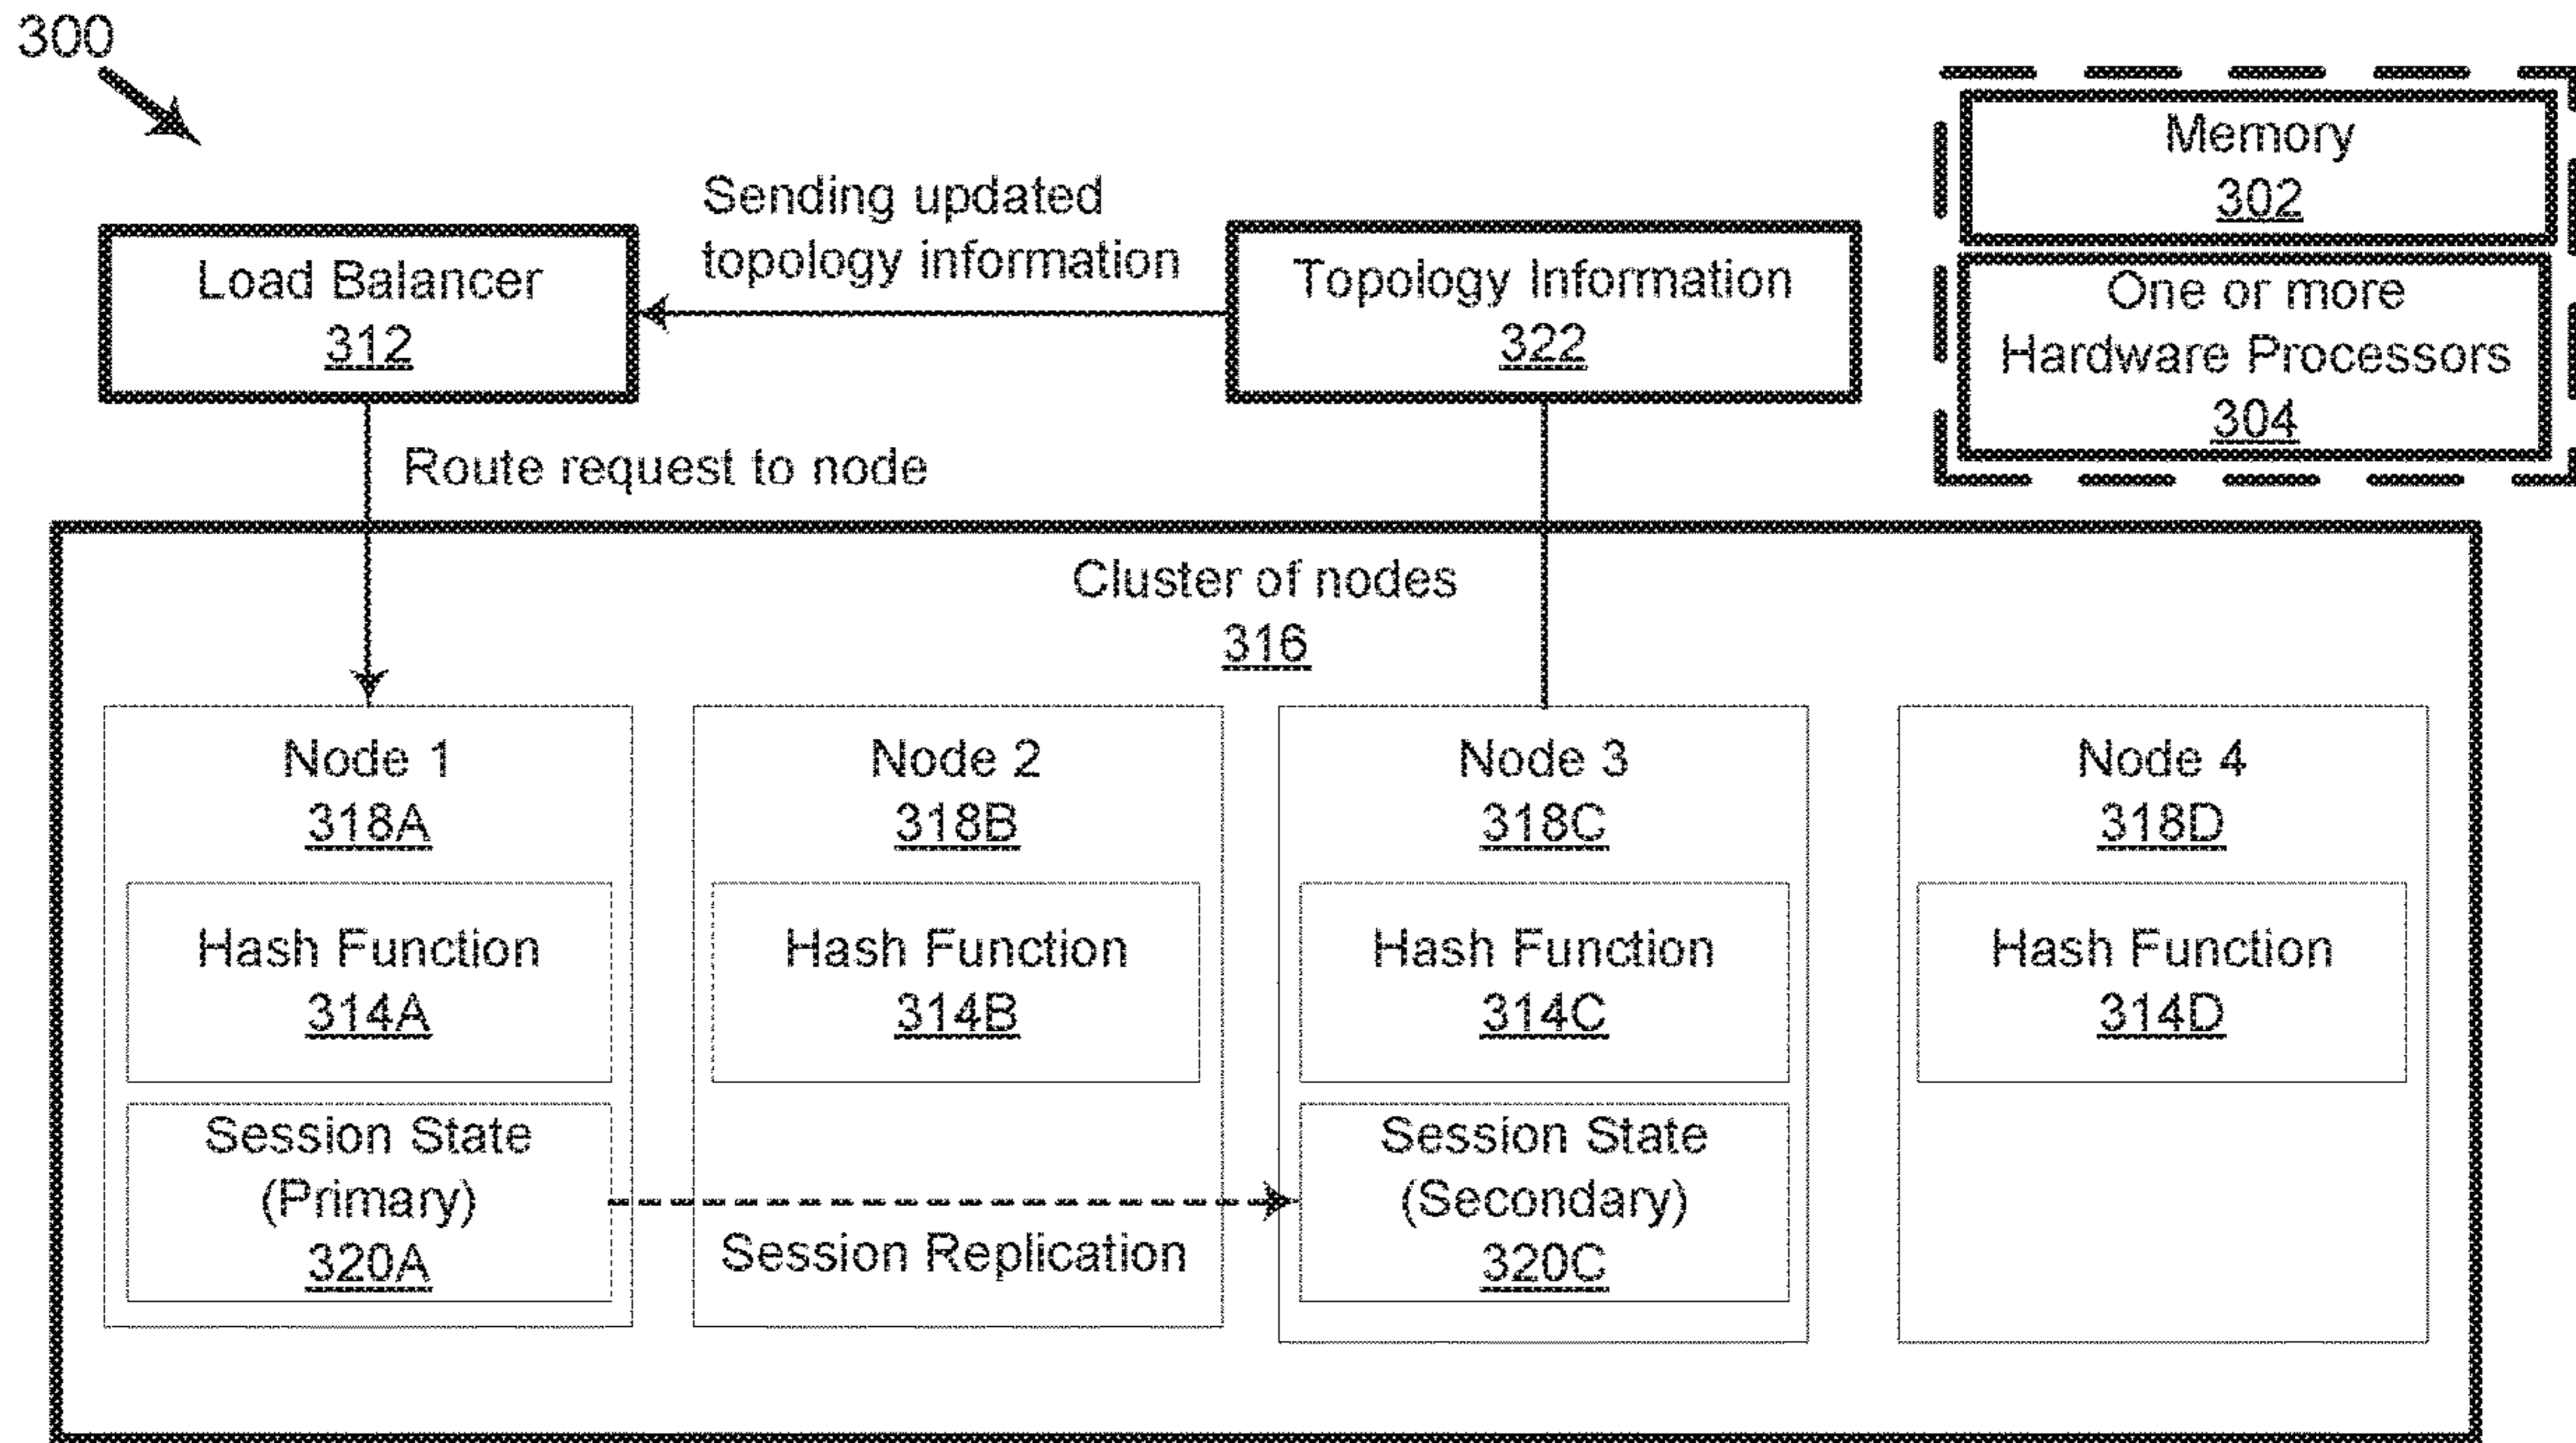 300
Memory
302
One or more
Hardware Processors
304
Sending updated
topology information
Load Balancer
312
Topology Information
322
Route request to node
Cluster of nodes
316
Node 1
318A
Hash Function
314A
Session State
(Primary)
320A
Node 2
318B
Hash Function
314B
Session Replication
Node 3
318C
Hash Function
314C
Session State
(Secondary)
320C
Node 4
318D
Hash Function
314D